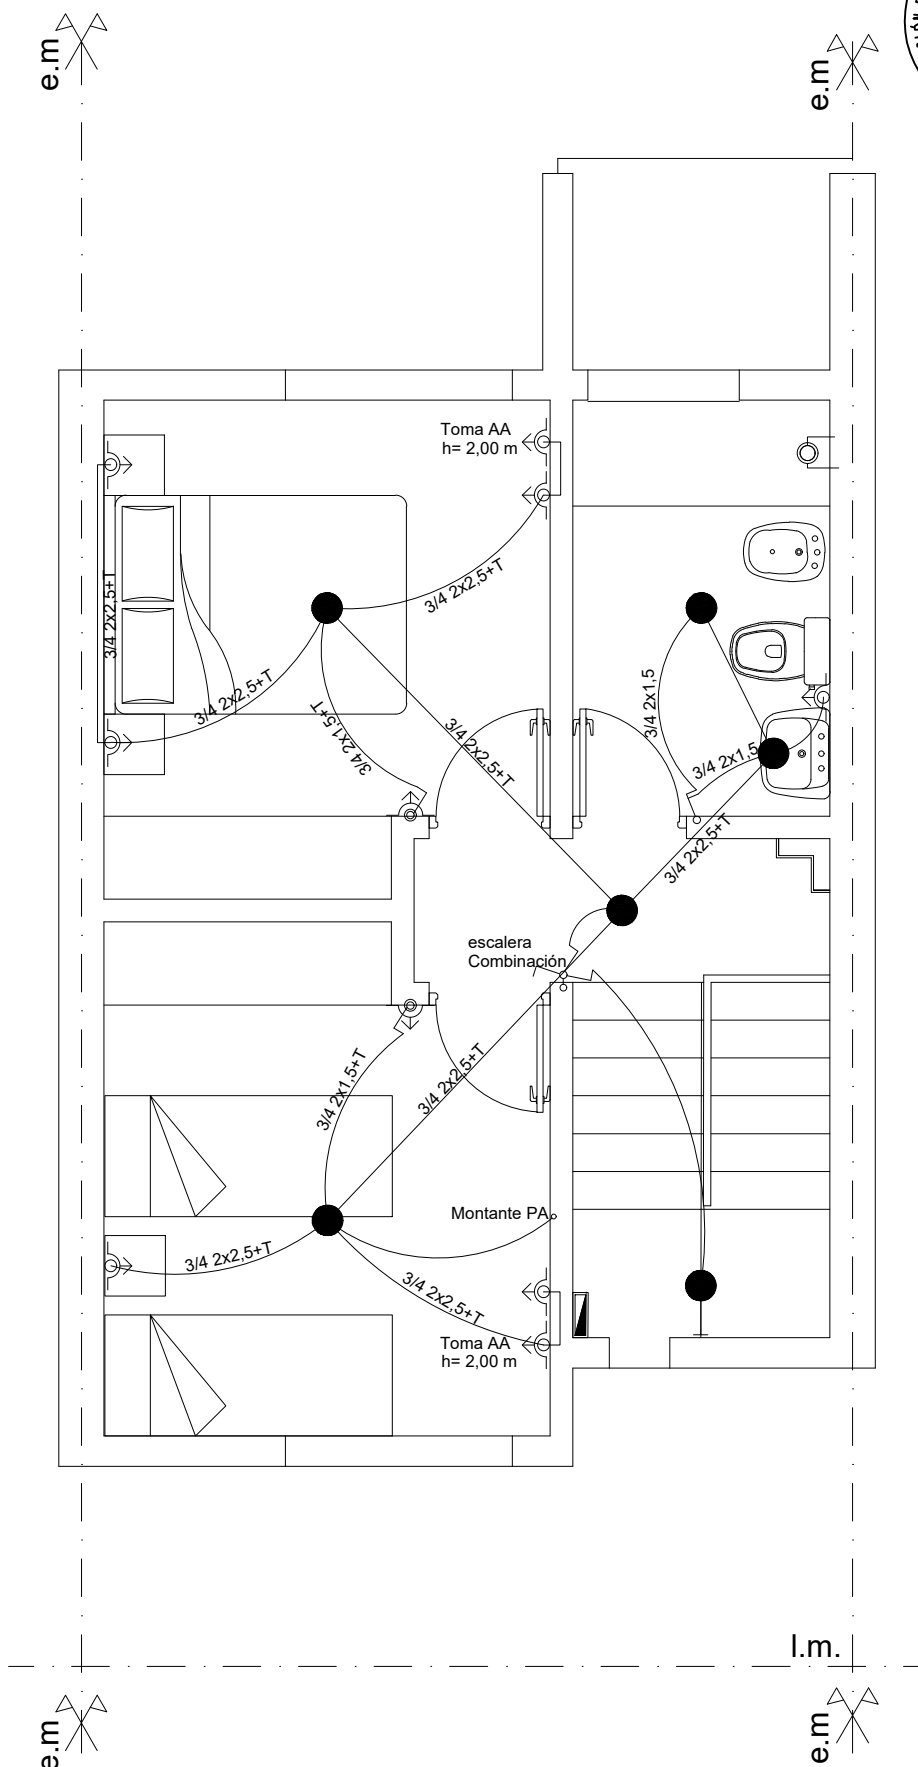 e.m
e.m
Toma AA
h= 2,00 m
3/4 2x2,5+T
3/4 2x2,5+T
3/4 2x2,5+T
3/4 2x1,5+T
3/4 2x2,5+T
3/4 2x1,5
3/4 2x1,5
3/4 2x2,5+T
escalera
Combinación
3/4 2x1,5+T
3/4 2x2,5+T
Montante PA
3/4 2x2,5+T
3/4 2x2,5+T
Toma AA
h= 2,00 m
l.m.
e.m
e.m